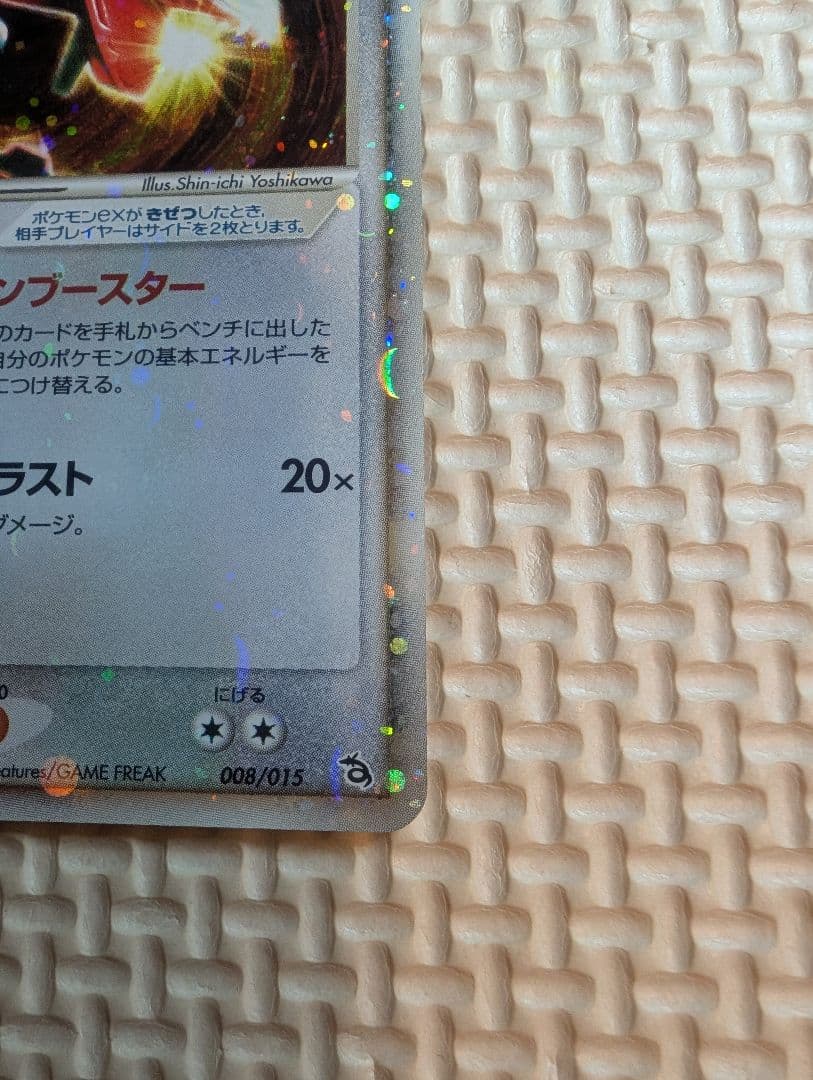 Illus.Shin-ichi Yoshikawa
ポケモンexが きぜつしたとき、
相手プレイヤーはサイドを2枚とります。
ンブースター
のカードを手札からベンチに出した
自分のポケモンの基本エネルギーを
につけ替える。
ラスト 20×
ダメージ。
にげる
eatures/GAME FREAK 008/015